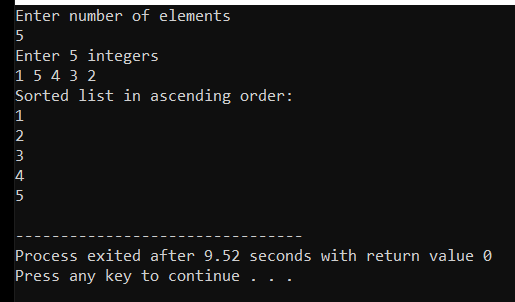 Enter number of elements
5
Enter 5 integers
1 5 4 3 2
Sorted list in ascending order:
1
2
3
4
5
--------------------------------
Process exited after 9.52 seconds with return value 0
Press any key to continue . . .